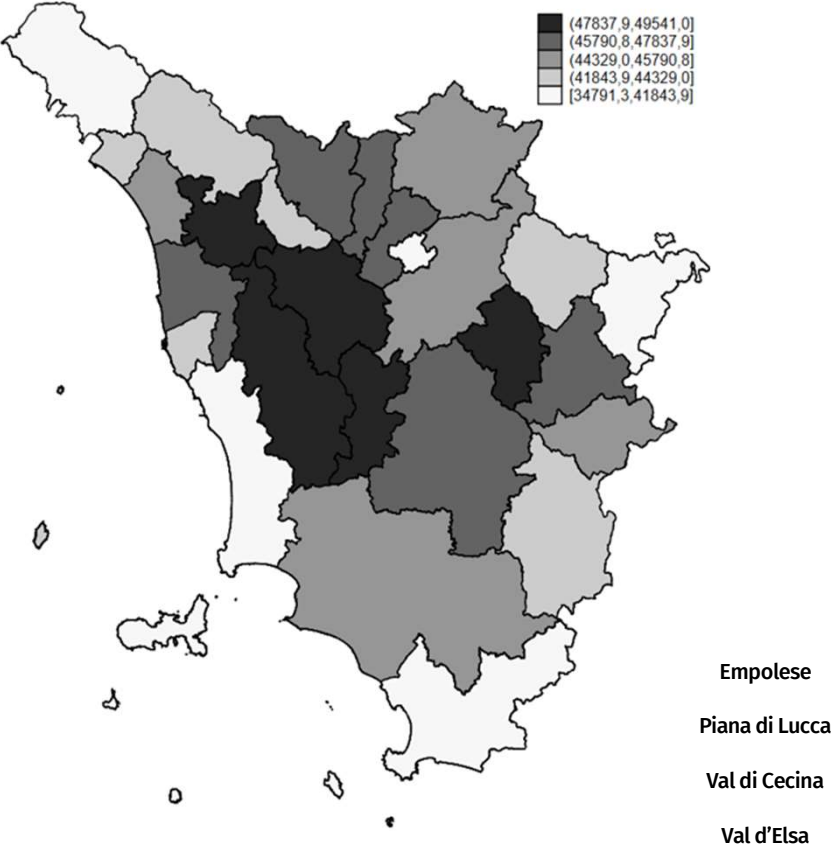 (47837,9,49541,0]
(45790,8,47837,9]
(44329,0,45790,8]
(41843,9,44329,0]
[34791,3,41843,9]
Empolese
Piana di Lucca
Val di Cecina
Val d’Elsa